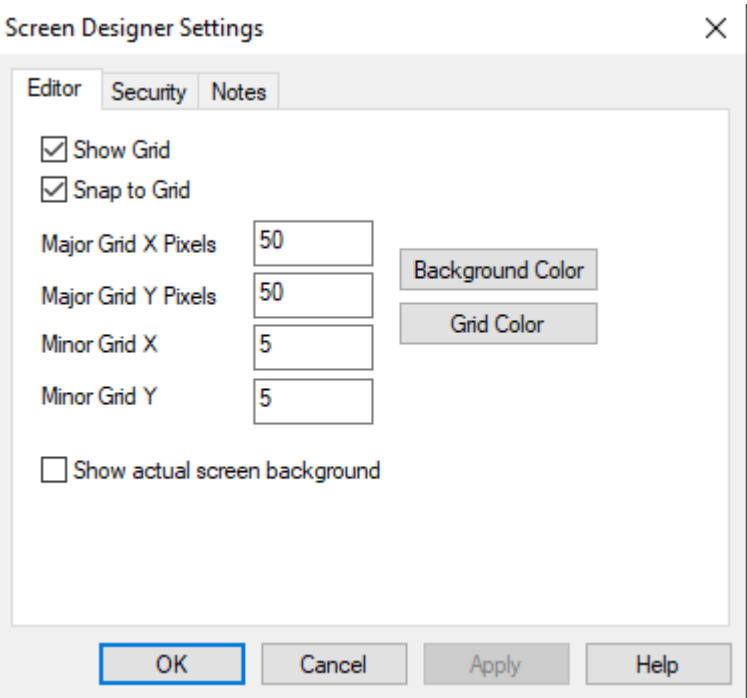 Screen Designer Settings
Editor Security Notes
Show Grid
Snap to Grid
Major Grid X Pixels 50
Background Color
Major Grid Y Pixels 50
Grid Color
Minor Grid X 5
Minor Grid Y 5
Show actual screen background
OK Cancel Apply Help